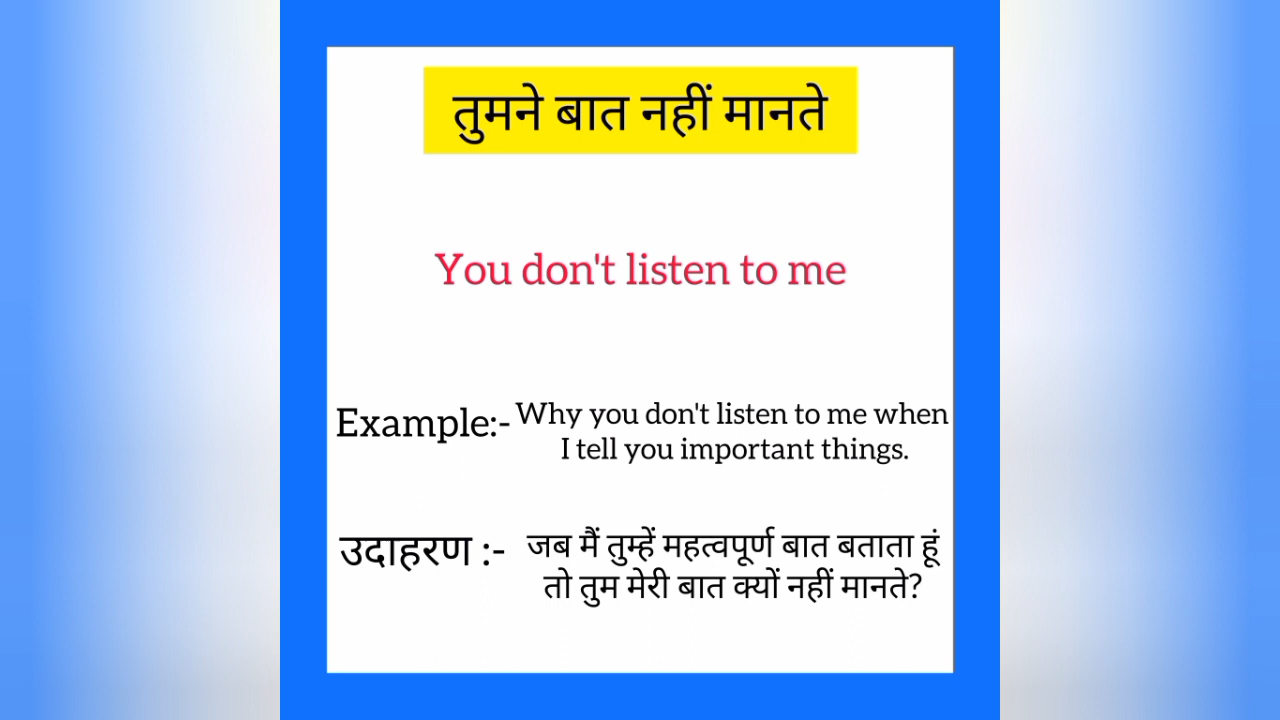 तुमने बात नहीं मानते
You don't listen to me
Example:- Why you don't listen to me when
I tell you important things.
उदाहरण :- जब मैं तुम्हें महत्वपूर्ण बात बताता हूं
तो तुम मेरी बात क्यों नहीं मानते?